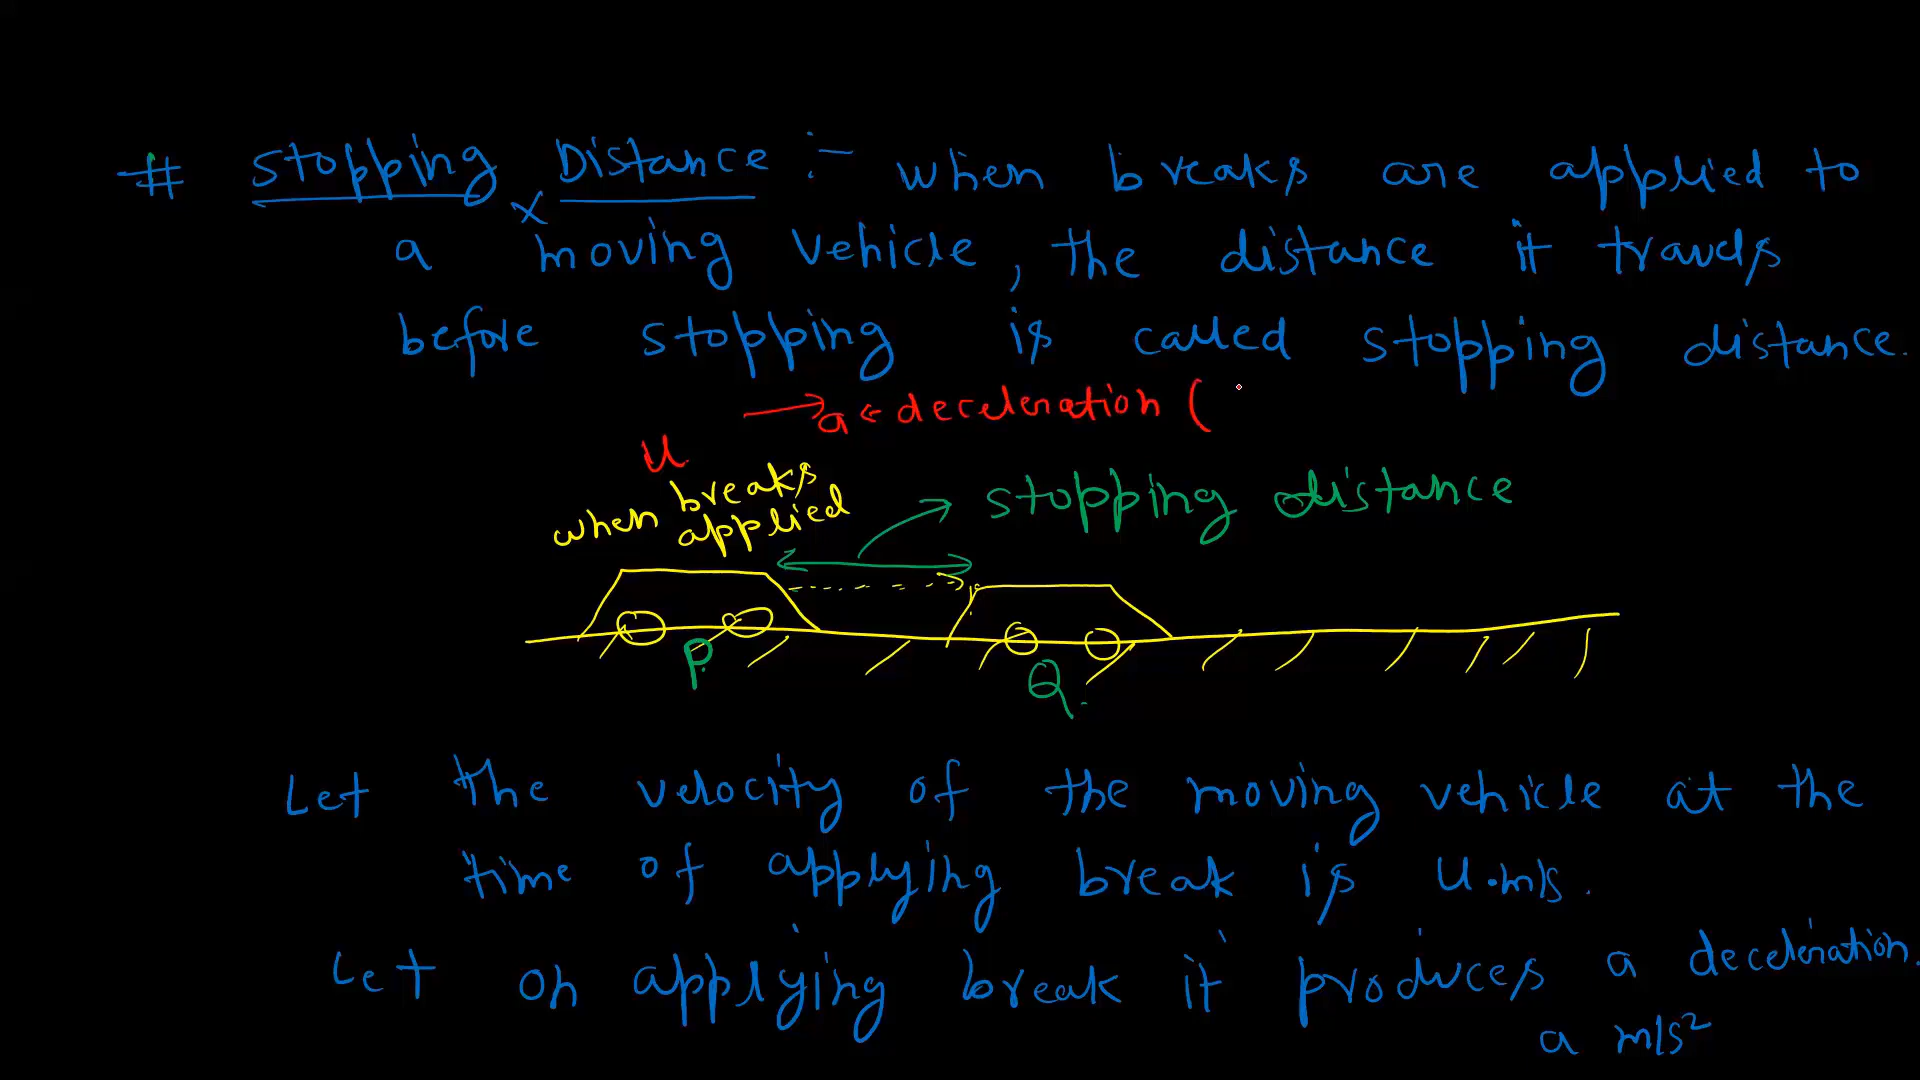 # Stopping Distance :- when breaks are applied to
a moving vehicle, the distance it travels
before stopping is called stopping distance.
→ a ← deceleration (
u
when breaks applied
stopping distance
P
Q
Let the velocity of the moving vehicle at the
time of applying break is u m/s.
Let on applying break it produces a deceleration
a m/s²